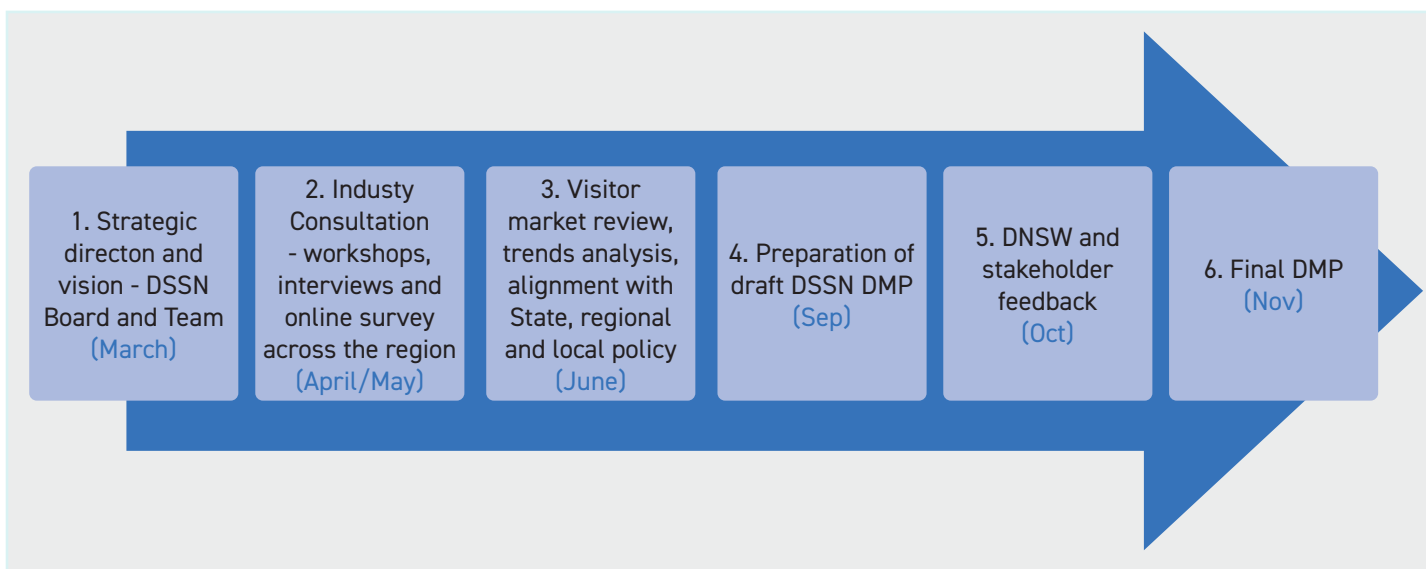 1. Strategic
directon and
vision - DSSN
Board and Team
(March)
2. Industy
Consultation
- workshops,
interviews and
online survey
across the region
(April/May)
3. Visitor
market review,
trends analysis,
alignment with
State, regional
and local policy
(June)
4. Preparation of
draft DSSN DMP
(Sep)
5. DNSW and
stakeholder
feedback
(Oct)
6. Final DMP
(Nov)